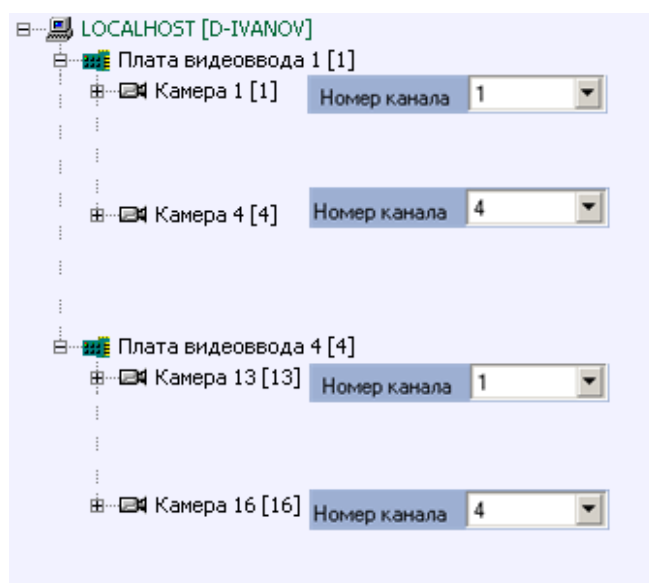 LOCALHOST [D-IVANOV]
Плата видеоввода 1 [1]
Камера 1 [1] Номер канала 1
Камера 4 [4] Номер канала 4
Плата видеоввода 4 [4]
Камера 13 [13] Номер канала 1
Камера 16 [16] Номер канала 4